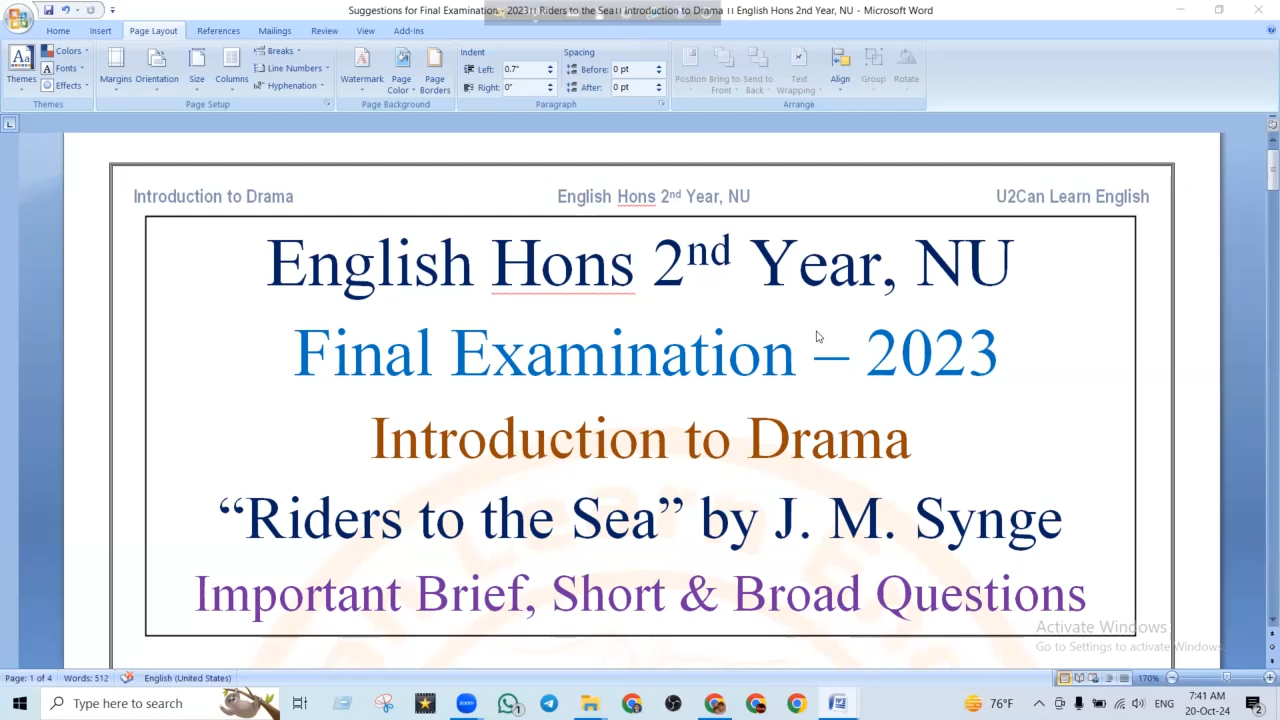 Suggestions for Final Examination - 2023 ıı Riders to the Sea ıı Introduction to Drama ıı English Hons 2nd Year, NU - Microsoft Word
Home Insert Page Layout References Mailings Review View Add-Ins
Themes Colors Fonts Effects
Margins Orientation Size Columns Breaks Line Numbers Hyphenation
Watermark Page Color Page Borders
Indent Left: 0.7" Right: 0"
Spacing Before: 0 pt After: 0 pt
Position Bring to Front Send to Back Text Wrapping Align Group Rotate
Themes Page Setup Page Background Paragraph Arrange
Introduction to Drama English Hons 2nd Year, NU U2Can Learn English
English Hons 2nd Year, NU
Final Examination – 2023
Introduction to Drama
“Riders to the Sea” by J. M. Synge
Important Brief, Short & Broad Questions
Activate Windows
Go to Settings to activate Windows.
Page: 1 of 4 Words: 512 English (United States) 170%
Type here to search zoom 1 76°F ENG 7:41 AM
20-Oct-24 2